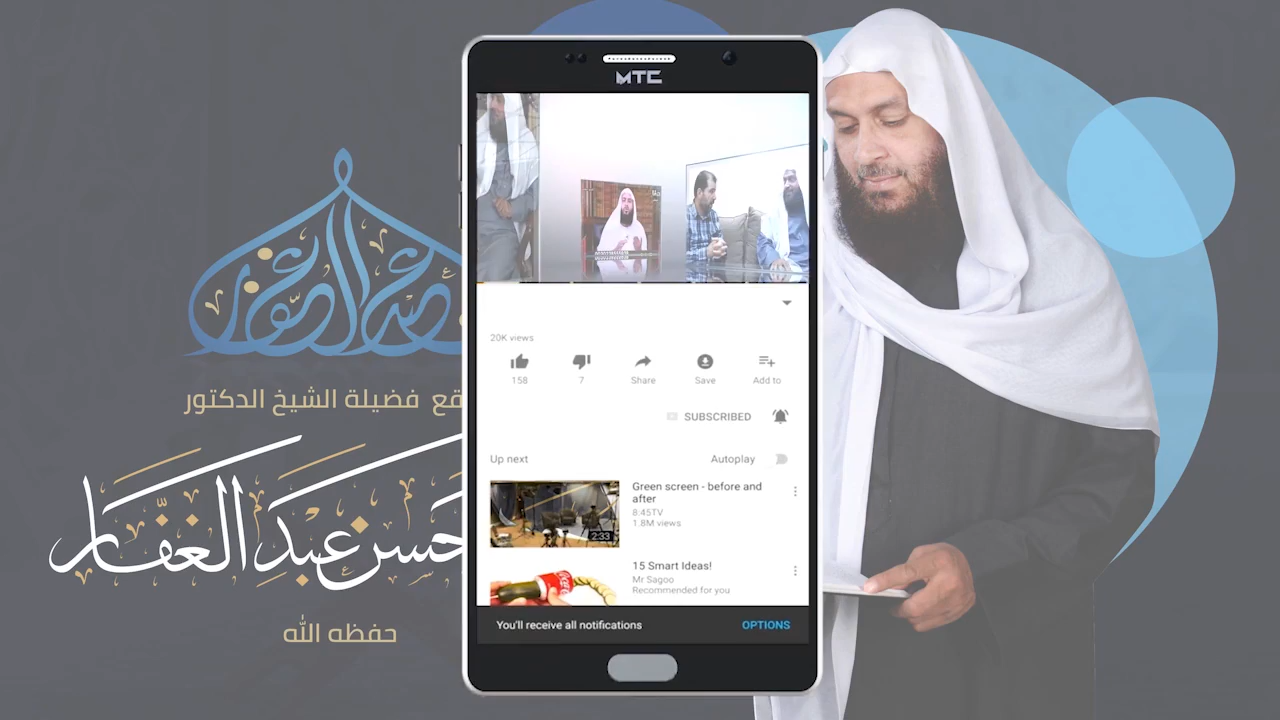 قع فضيلة الشيخ الدكتور
حسن عبد الغفار
حفظه الله
MTC
20K views
158
7
Share
Save
Add to
SUBSCRIBED
Up next
Autoplay
Green screen - before and
after
8:45TV
1.8M views
2:33
15 Smart Ideas!
Mr Sagoo
Recommended for you
You'll receive all notifications
OPTIONS